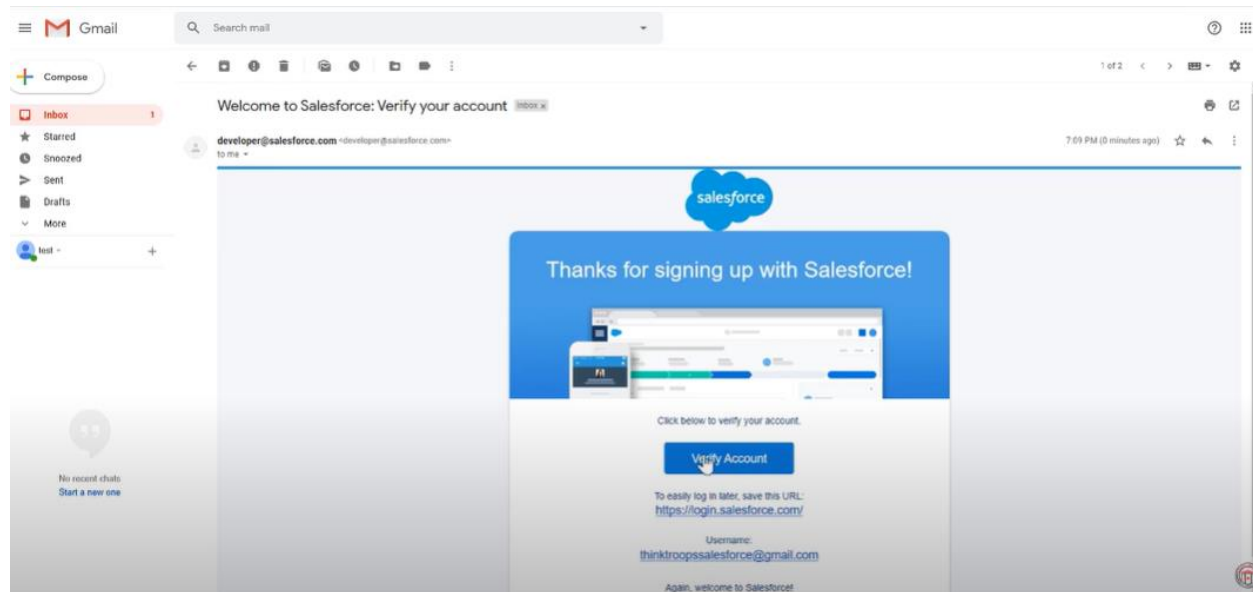 Gmail
Search mail
Compose
1 of 2
Welcome to Salesforce: Verify your account Inbox x
Inbox 1
Starred
developer@salesforce.com <developer@salesforce.com>
7:09 PM (0 minutes ago)
to me
Snoozed
Sent
Drafts
More
test
salesforce
Thanks for signing up with Salesforce!
Click below to verify your account.
Verify Account
To easily log in later, save this URL:
https://login.salesforce.com/
Username:
thinktroopssalesforce@gmail.com
Again, welcome to Salesforce!
No recent chats
Start a new one